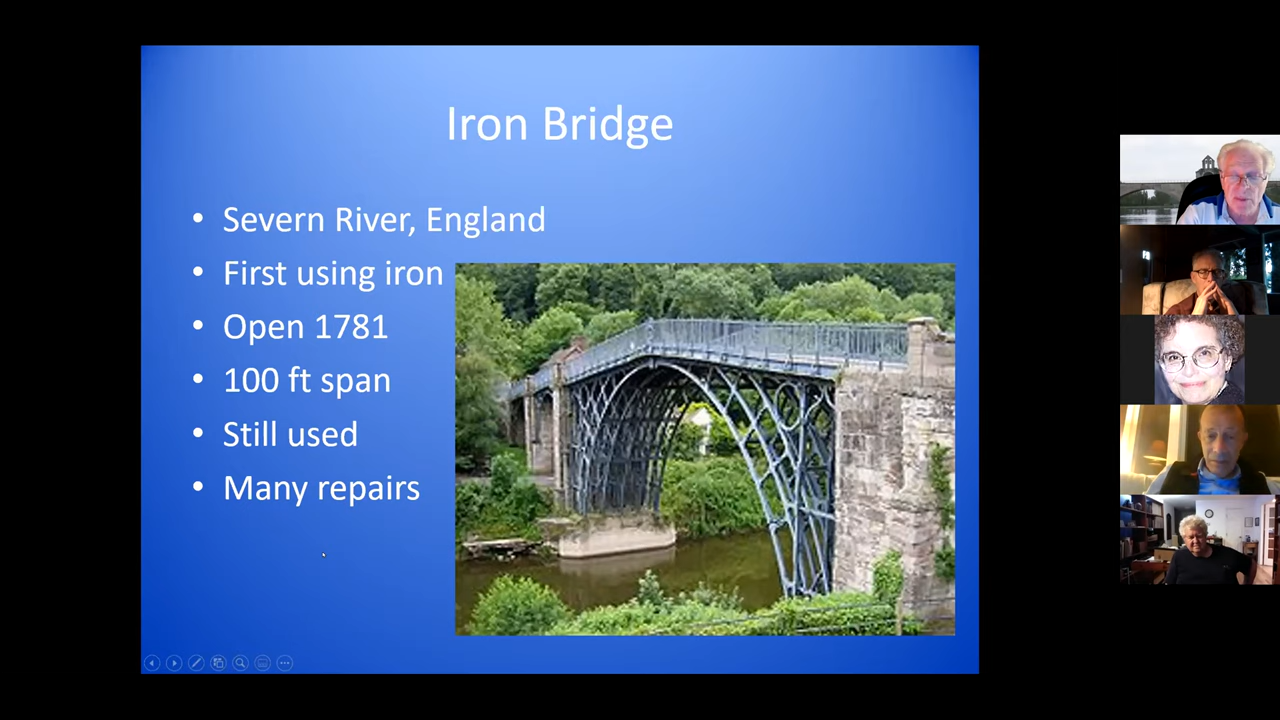 Iron Bridge
• Severn River, England
• First using iron
• Open 1781
• 100 ft span
• Still used
• Many repairs